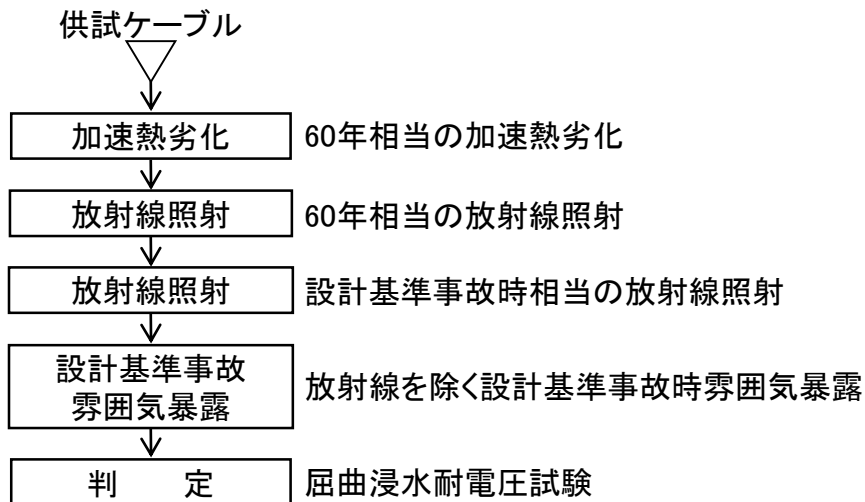 供試ケーブル
加速熱劣化 60年相当の加速熱劣化
放射線照射 60年相当の放射線照射
放射線照射 設計基準事故時相当の放射線照射
設計基準事故
雰囲気暴露
放射線を除く設計基準事故時雰囲気暴露
判 定 屈曲浸水耐電圧試験